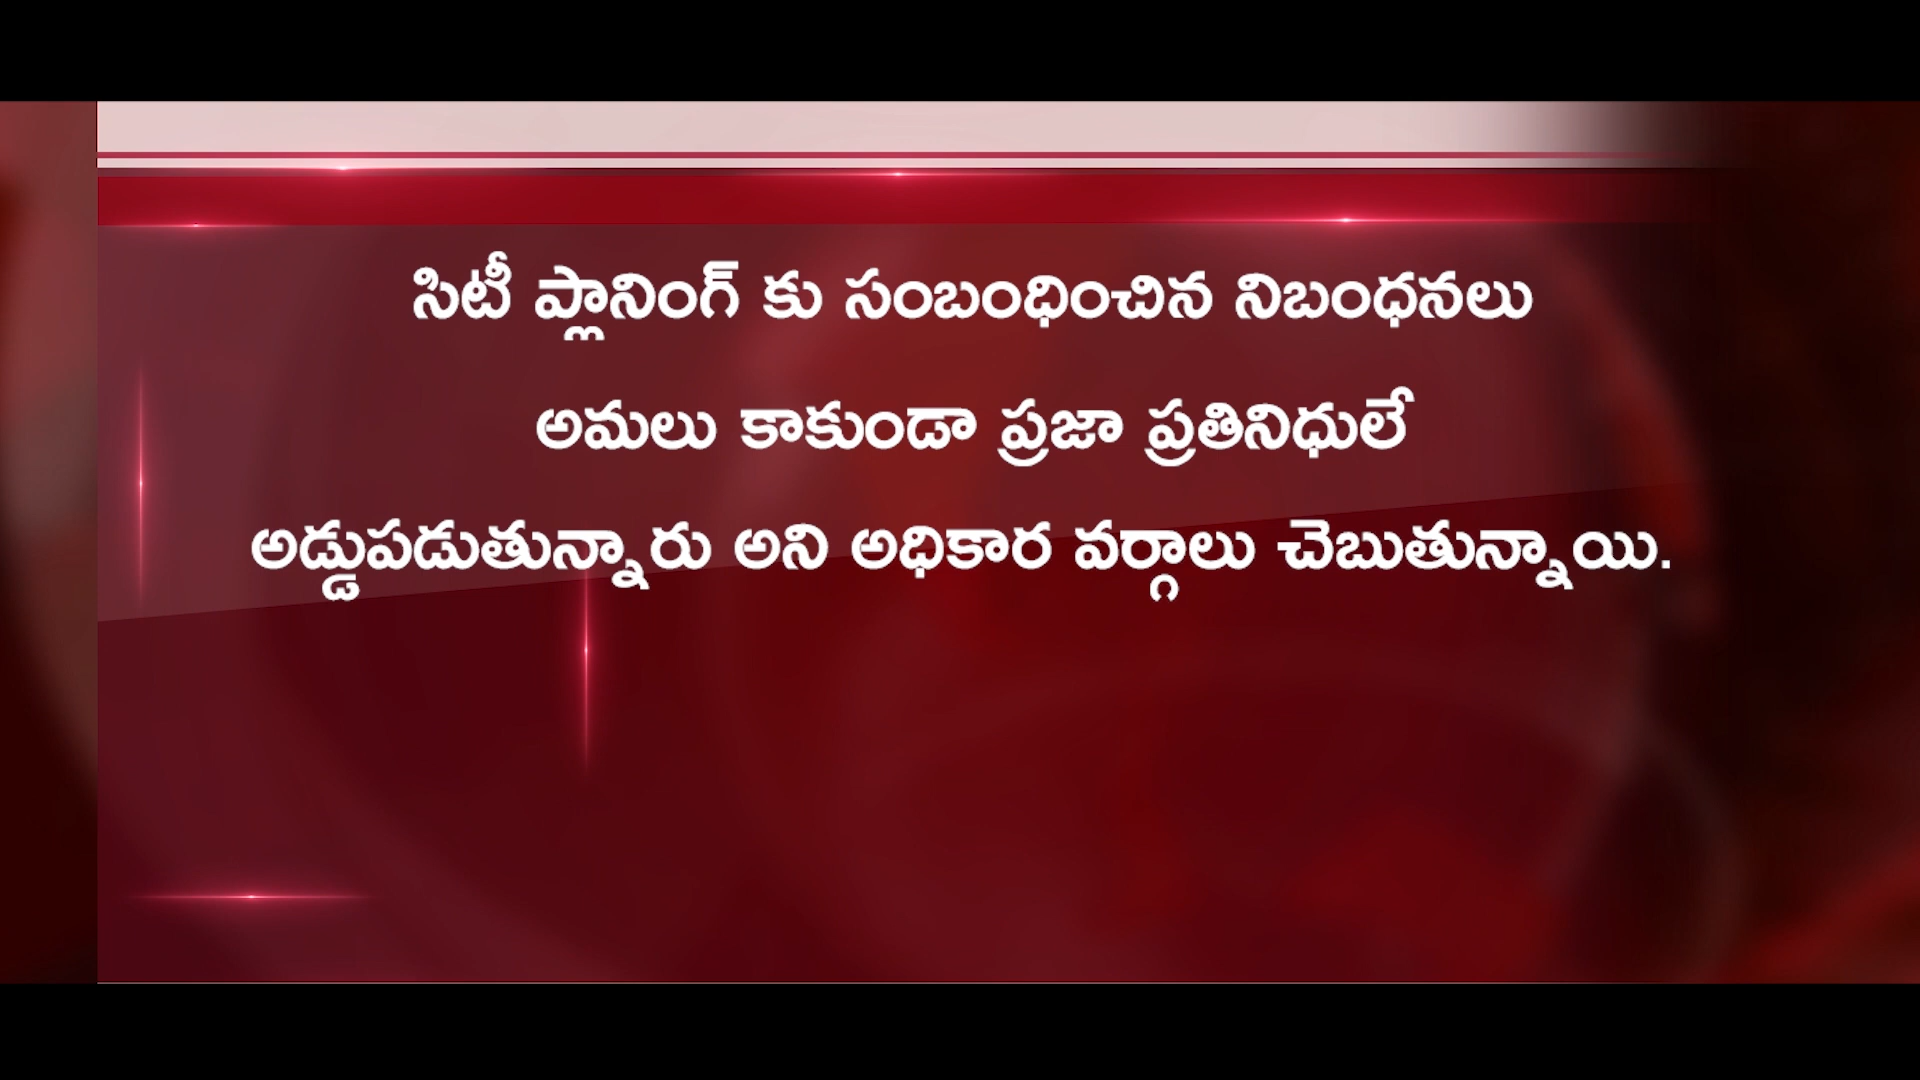 సిటీ ప్లానింగ్ కు సంబంధించిన నిబంధనలు
అమలు కాకుండా ప్రజా ప్రతినిధులే
అడ్డుపడుతున్నారు అని అధికార వర్గాలు చెబుతున్నాయి.